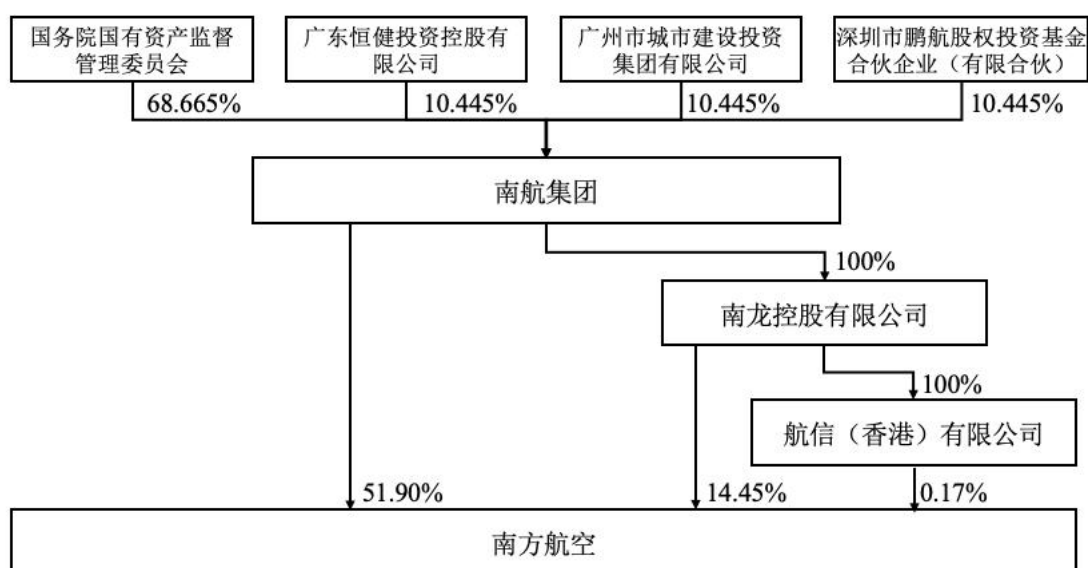 国务院国有资产监督
管理委员会
广东恒健投资控股有
限公司
广州市城市建设投资
集团有限公司
深圳市鹏航股权投资基金
合伙企业（有限合伙）
68.665%
10.445%
10.445%
10.445%
南航集团
100%
南龙控股有限公司
100%
航信（香港）有限公司
51.90%
14.45%
0.17%
南方航空